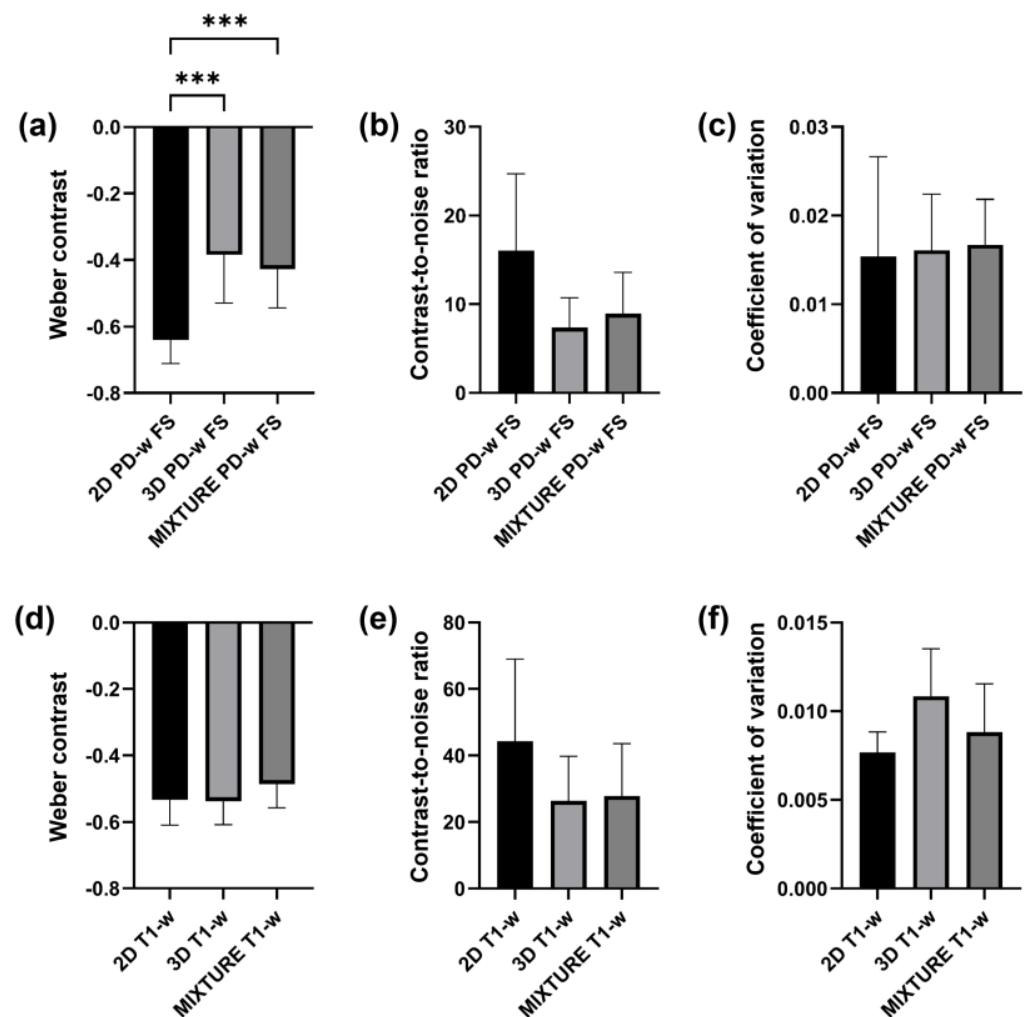 ***
***
(a)
Weber contrast
0.0
-0.2
-0.4
-0.6
-0.8
2D PD-w FS
3D PD-w FS
MIXTURE PD-w FS
(b)
Contrast-to-noise ratio
30
20
10
0
2D PD-w FS
3D PD-w FS
MIXTURE PD-w FS
(c)
Coefficient of variation
0.03
0.02
0.01
0.00
2D PD-w FS
3D PD-w FS
MIXTURE PD-w FS
(d)
Weber contrast
0.0
-0.2
-0.4
-0.6
-0.8
2D T1-w
3D T1-w
MIXTURE T1-w
(e)
Contrast-to-noise ratio
80
60
40
20
0
2D T1-w
3D T1-w
MIXTURE T1-w
(f)
Coefficient of variation
0.015
0.010
0.005
0.000
2D T1-w
3D T1-w
MIXTURE T1-w